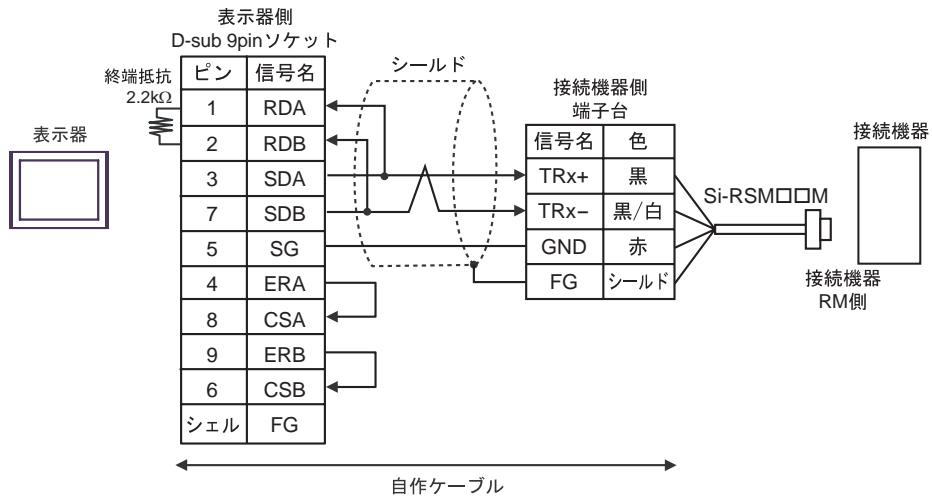 表示器側
D-sub 9pinソケット
終端抵抗
2.2kΩ
表示器
ピン 信号名
1 RDA
2 RDB
3 SDA
7 SDB
5 SG
4 ERA
8 CSA
9 ERB
6 CSB
シェル FG
シールド
接続機器側
端子台
信号名 色
TRx+ 黒
TRx− 黒/白
GND 赤
FG シールド
Si-RSM□□M
接続機器
接続機器
RM側
自作ケーブル